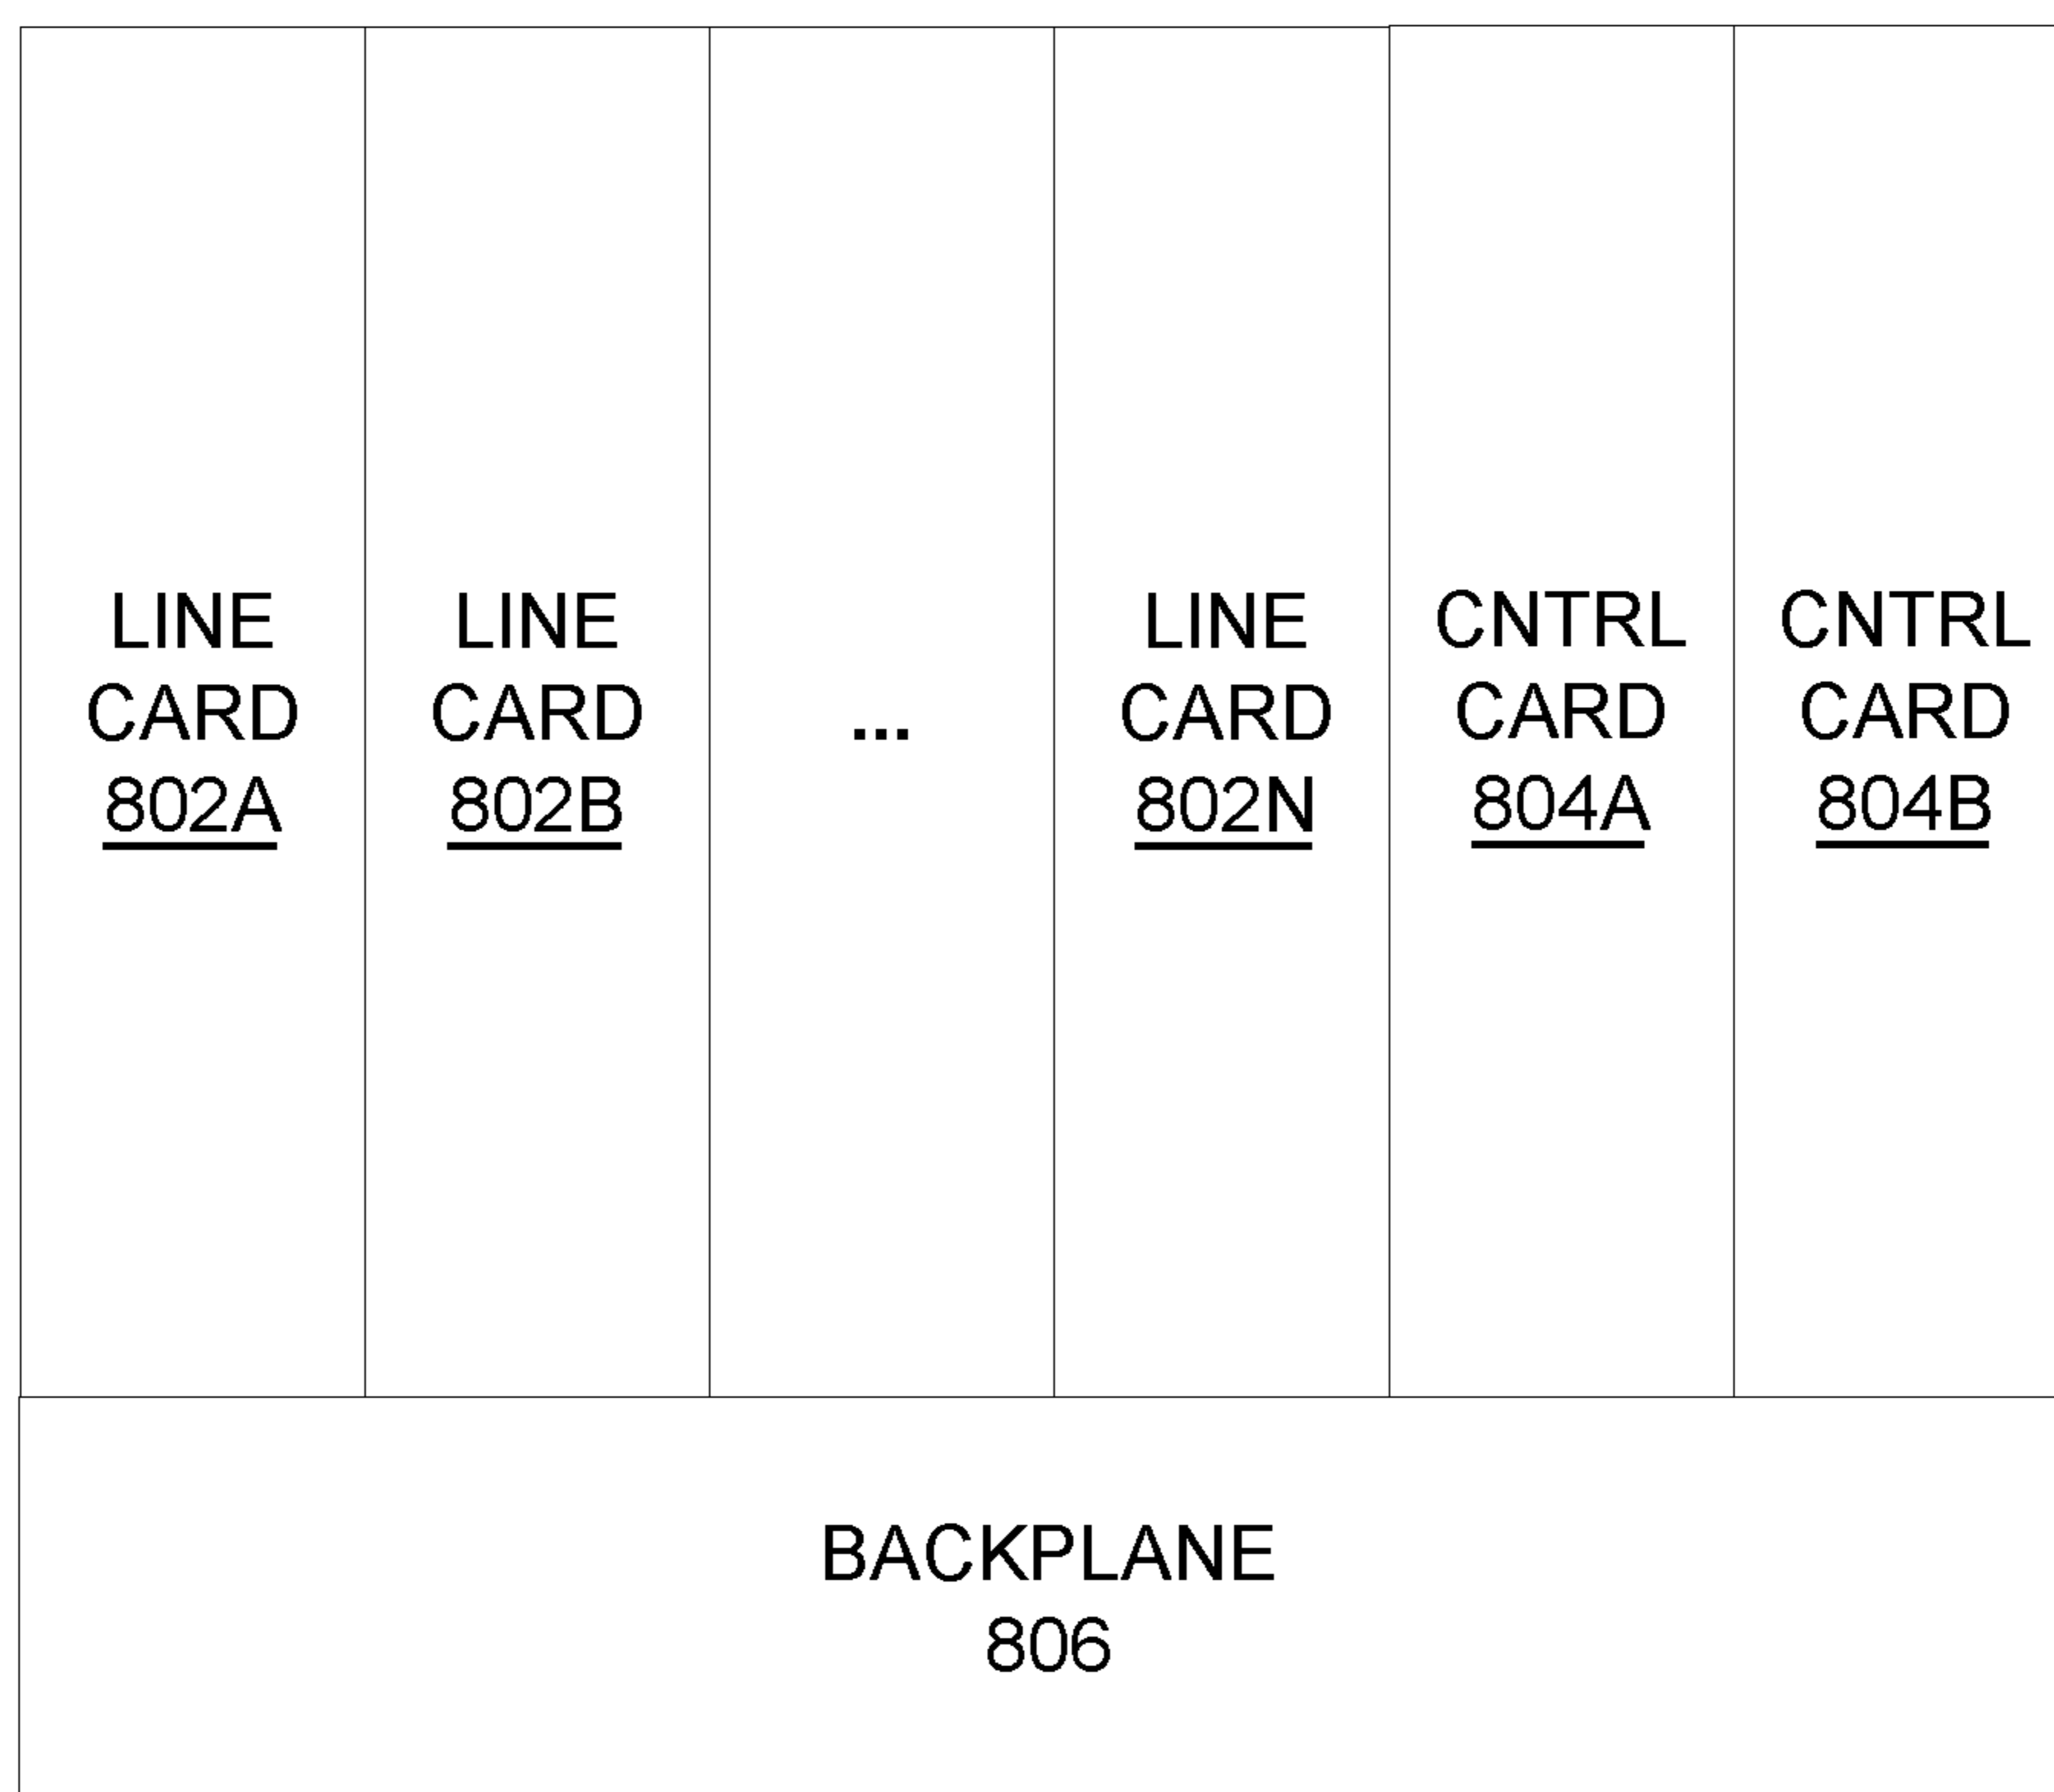 LINE
CARD
802A
LINE
CARD
802B
...
LINE
CARD
802N
CNTRL
CARD
804A
CNTRL
CARD
804B
BACKPLANE
806